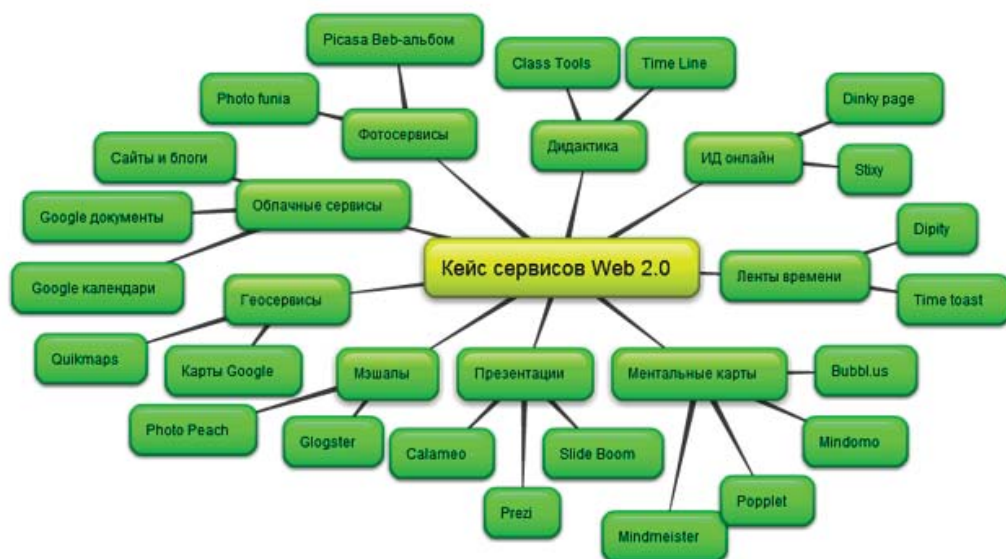 Кейс сервисов Web 2.0
Фотосервисы
Picasa Веб-альбом
Photo funia
Дидактика
Class Tools
Time Line
ИД онлайн
Dinky page
Stixy
Ленты времени
Dipity
Time toast
Ментальные карты
Bubbl.us
Mindomo
Popplet
Mindmeister
Презентации
Slide Boom
Prezi
Calameo
Мэшапы
Glogster
Photo Peach
Геосервисы
Карты Google
Quikmaps
Облачные сервисы
Google календари
Google документы
Сайты и блоги